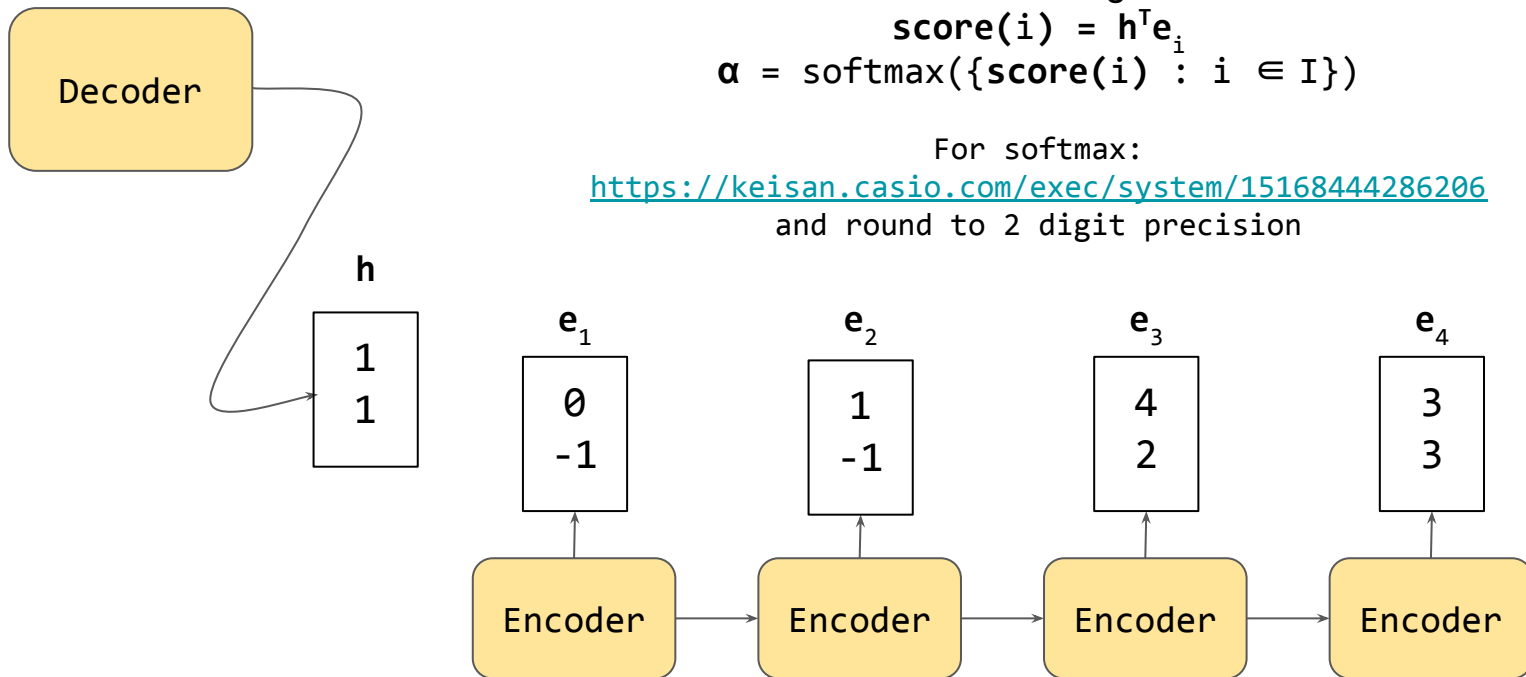 score(i) = hᵀeᵢ
α = softmax({score(i) : i ∈ I})
For softmax:
https://keisan.casio.com/exec/system/15168444286206
and round to 2 digit precision
Decoder
h
1
1
e₁
0
-1
e₂
1
-1
e₃
4
2
e₄
3
3
Encoder
Encoder
Encoder
Encoder